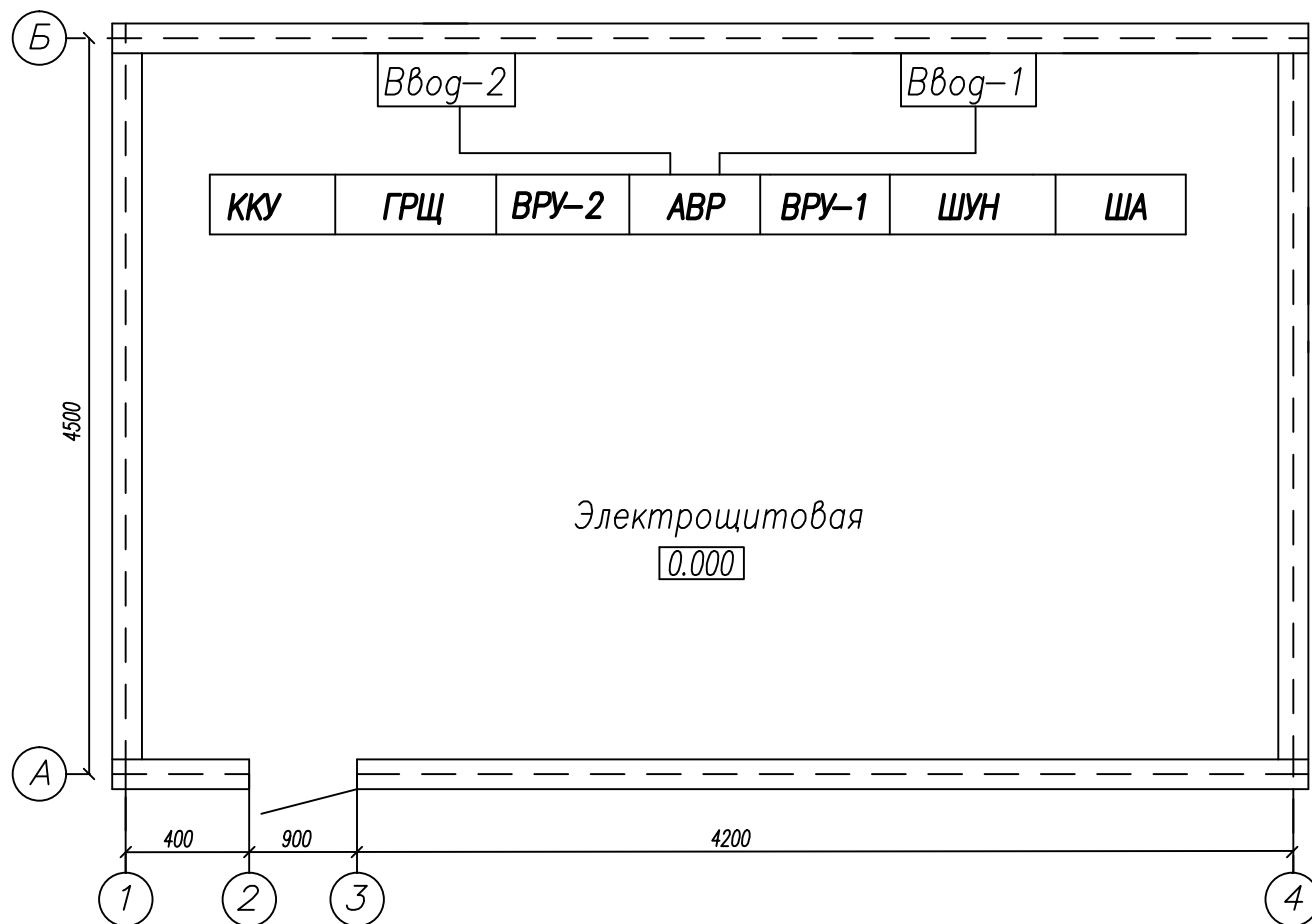 Б
Ввод-2
Ввод-1
ККУ
ГРЩ
ВРУ-2
АВР
ВРУ-1
ШУН
ША
4500
Электрощитовая
0.000
А
400
900
4200
1
2
3
4